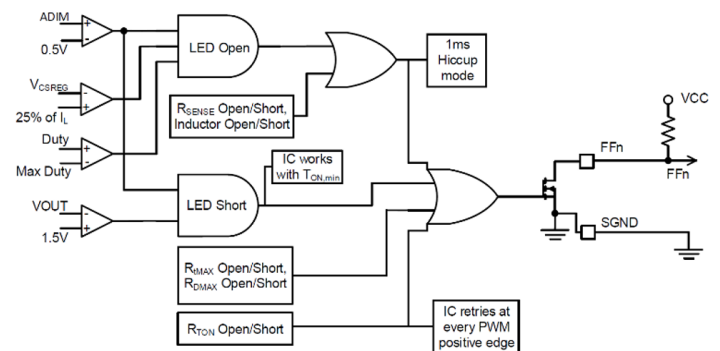 ADIM
0.5V
LED Open
1ms
Hiccup
mode
VCSREG
25% of IL
RSENSE Open/Short,
Inductor Open/Short
VCC
Duty
Max Duty
IC works
with TON,min
FFn
FFn
LED Short
VOUT
1.5V
SGND
RtMAX Open/Short,
RDMAX Open/Short
RTON Open/Short
IC retries at
every PWM
positive edge